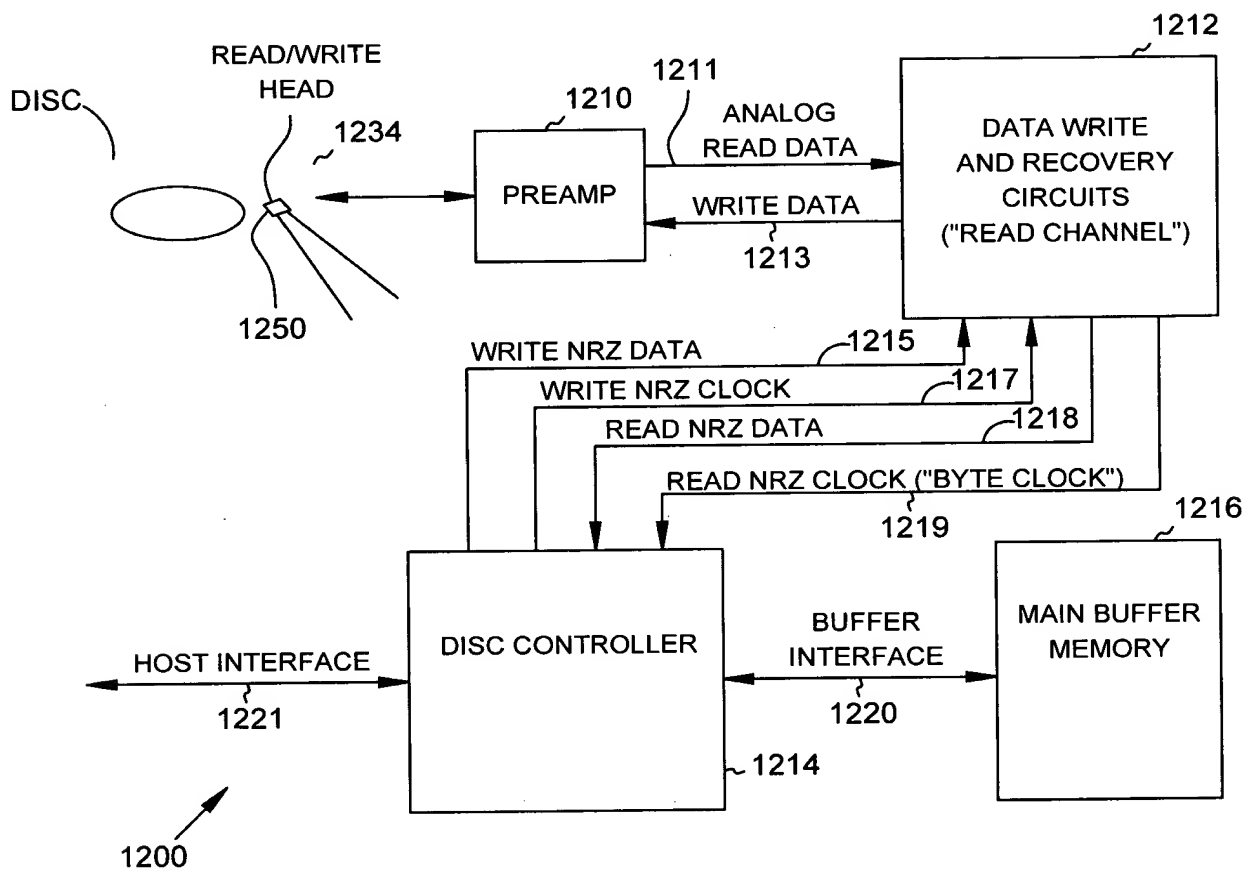 1212
READ/WRITE
HEAD
DISC
1234
1210
1211
ANALOG
READ DATA
PREAMP
WRITE DATA
1213
DATA WRITE
AND RECOVERY
CIRCUITS
("READ CHANNEL")
1250
WRITE NRZ DATA
1215
WRITE NRZ CLOCK
1217
READ NRZ DATA
1218
READ NRZ CLOCK ("BYTE CLOCK")
1219
1216
DISC CONTROLLER
BUFFER
INTERFACE
1220
MAIN BUFFER
MEMORY
HOST INTERFACE
1221
1214
1200